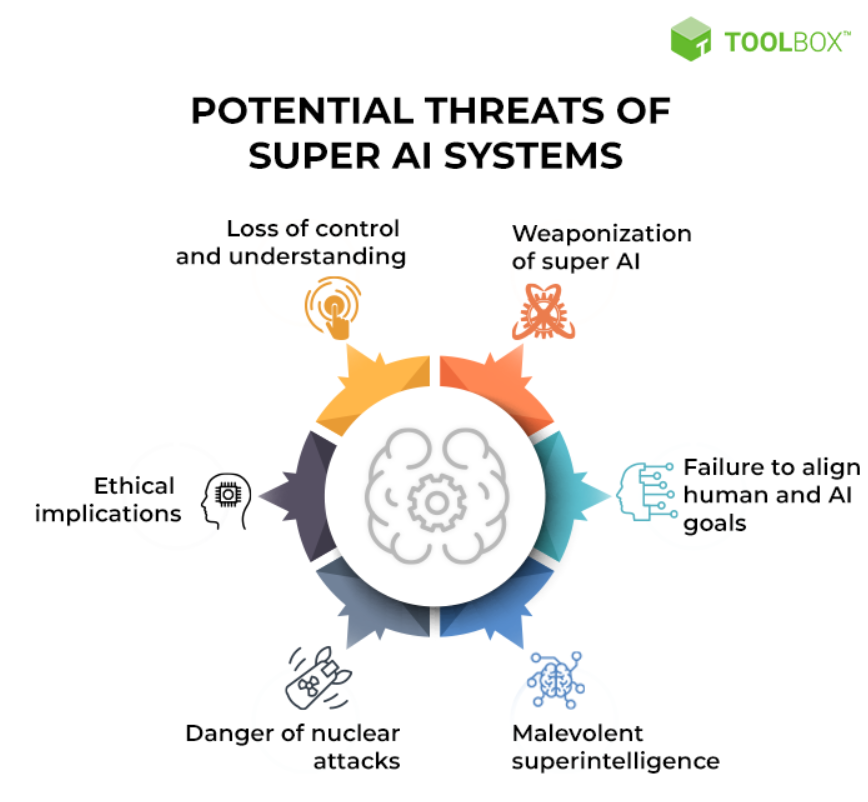 TOOLBOX™
POTENTIAL THREATS OF
SUPER AI SYSTEMS
Loss of control
and understanding
Weaponization
of super AI
Ethical
implications
Failure to align
human and AI
goals
Danger of nuclear
attacks
Malevolent
superintelligence